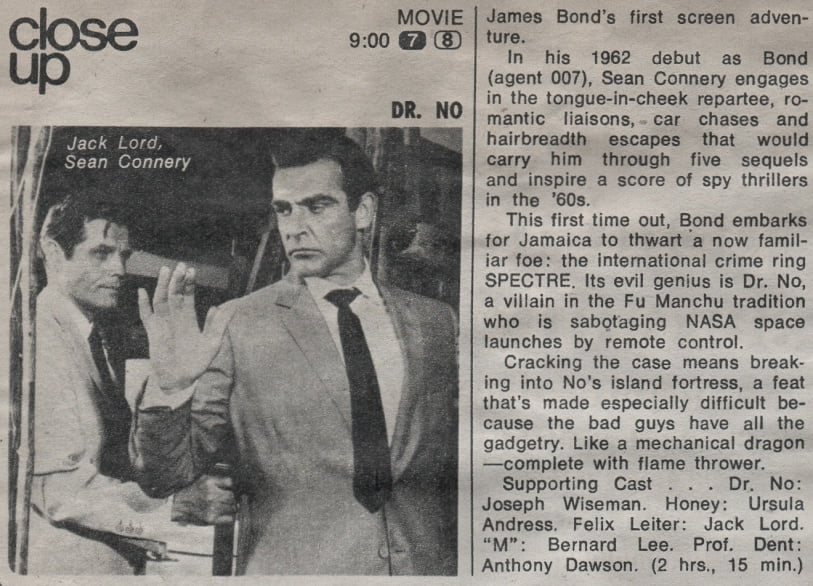 close
up
MOVIE
9:00 7 8
DR. NO
Jack Lord,
Sean Connery
James Bond's first screen adven-
ture.
In his 1962 debut as Bond
(agent 007), Sean Connery engages
in the tongue-in-cheek repartee, ro-
mantic liaisons, car chases and
hairbreadth escapes that would
carry him through five sequels
and inspire a score of spy thrillers
in the '60s.
This first time out, Bond embarks
for Jamaica to thwart a now famil-
iar foe: the international crime ring
SPECTRE. Its evil genius is Dr. No,
a villain in the Fu Manchu tradition
who is sabotaging NASA space
launches by remote control.
Cracking the case means break-
ing into No's island fortress, a feat
that's made especially difficult be-
cause the bad guys have all the
gadgetry. Like a mechanical dragon
—complete with flame thrower.
Supporting Cast . . . Dr. No:
Joseph Wiseman. Honey: Ursula
Andress. Felix Leiter: Jack Lord.
"M": Bernard Lee. Prof. Dent:
Anthony Dawson. (2 hrs., 15 min.)